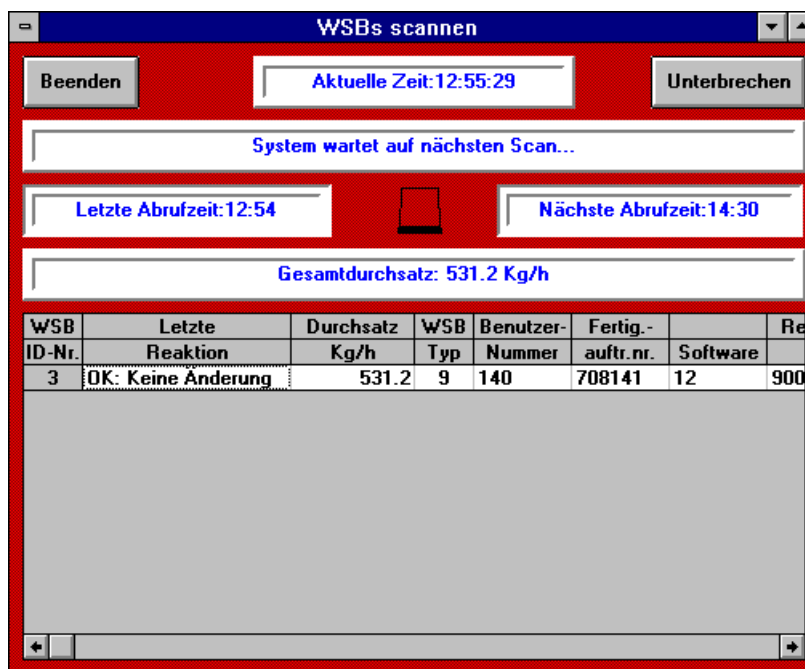 WSBs scannen
Beenden
Aktuelle Zeit:12:55:29
Unterbrechen
System wartet auf nächsten Scan...
Letzte Abrufzeit:12:54
Nächste Abrufzeit:14:30
Gesamtdurchsatz: 531.2 Kg/h
WSB Letzte Durchsatz WSB Benutzer- Fertig.- Re
ID-Nr. Reaktion Kg/h Typ Nummer auftr.nr. Software
3 OK: Keine Änderung 531.2 9 140 708141 12 900